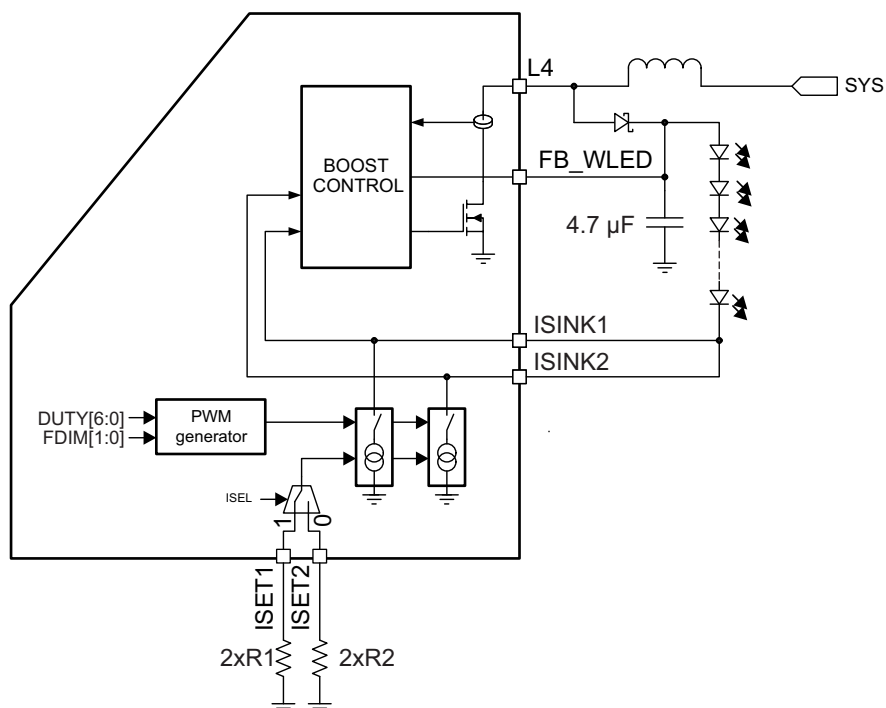 L4
SYS
BOOST
CONTROL
FB_WLED
4.7 µF
ISINK1
ISINK2
DUTY[6:0]
FDIM[1:0]
PWM
generator
ISEL
1
0
ISET1
ISET2
2xR1
2xR2